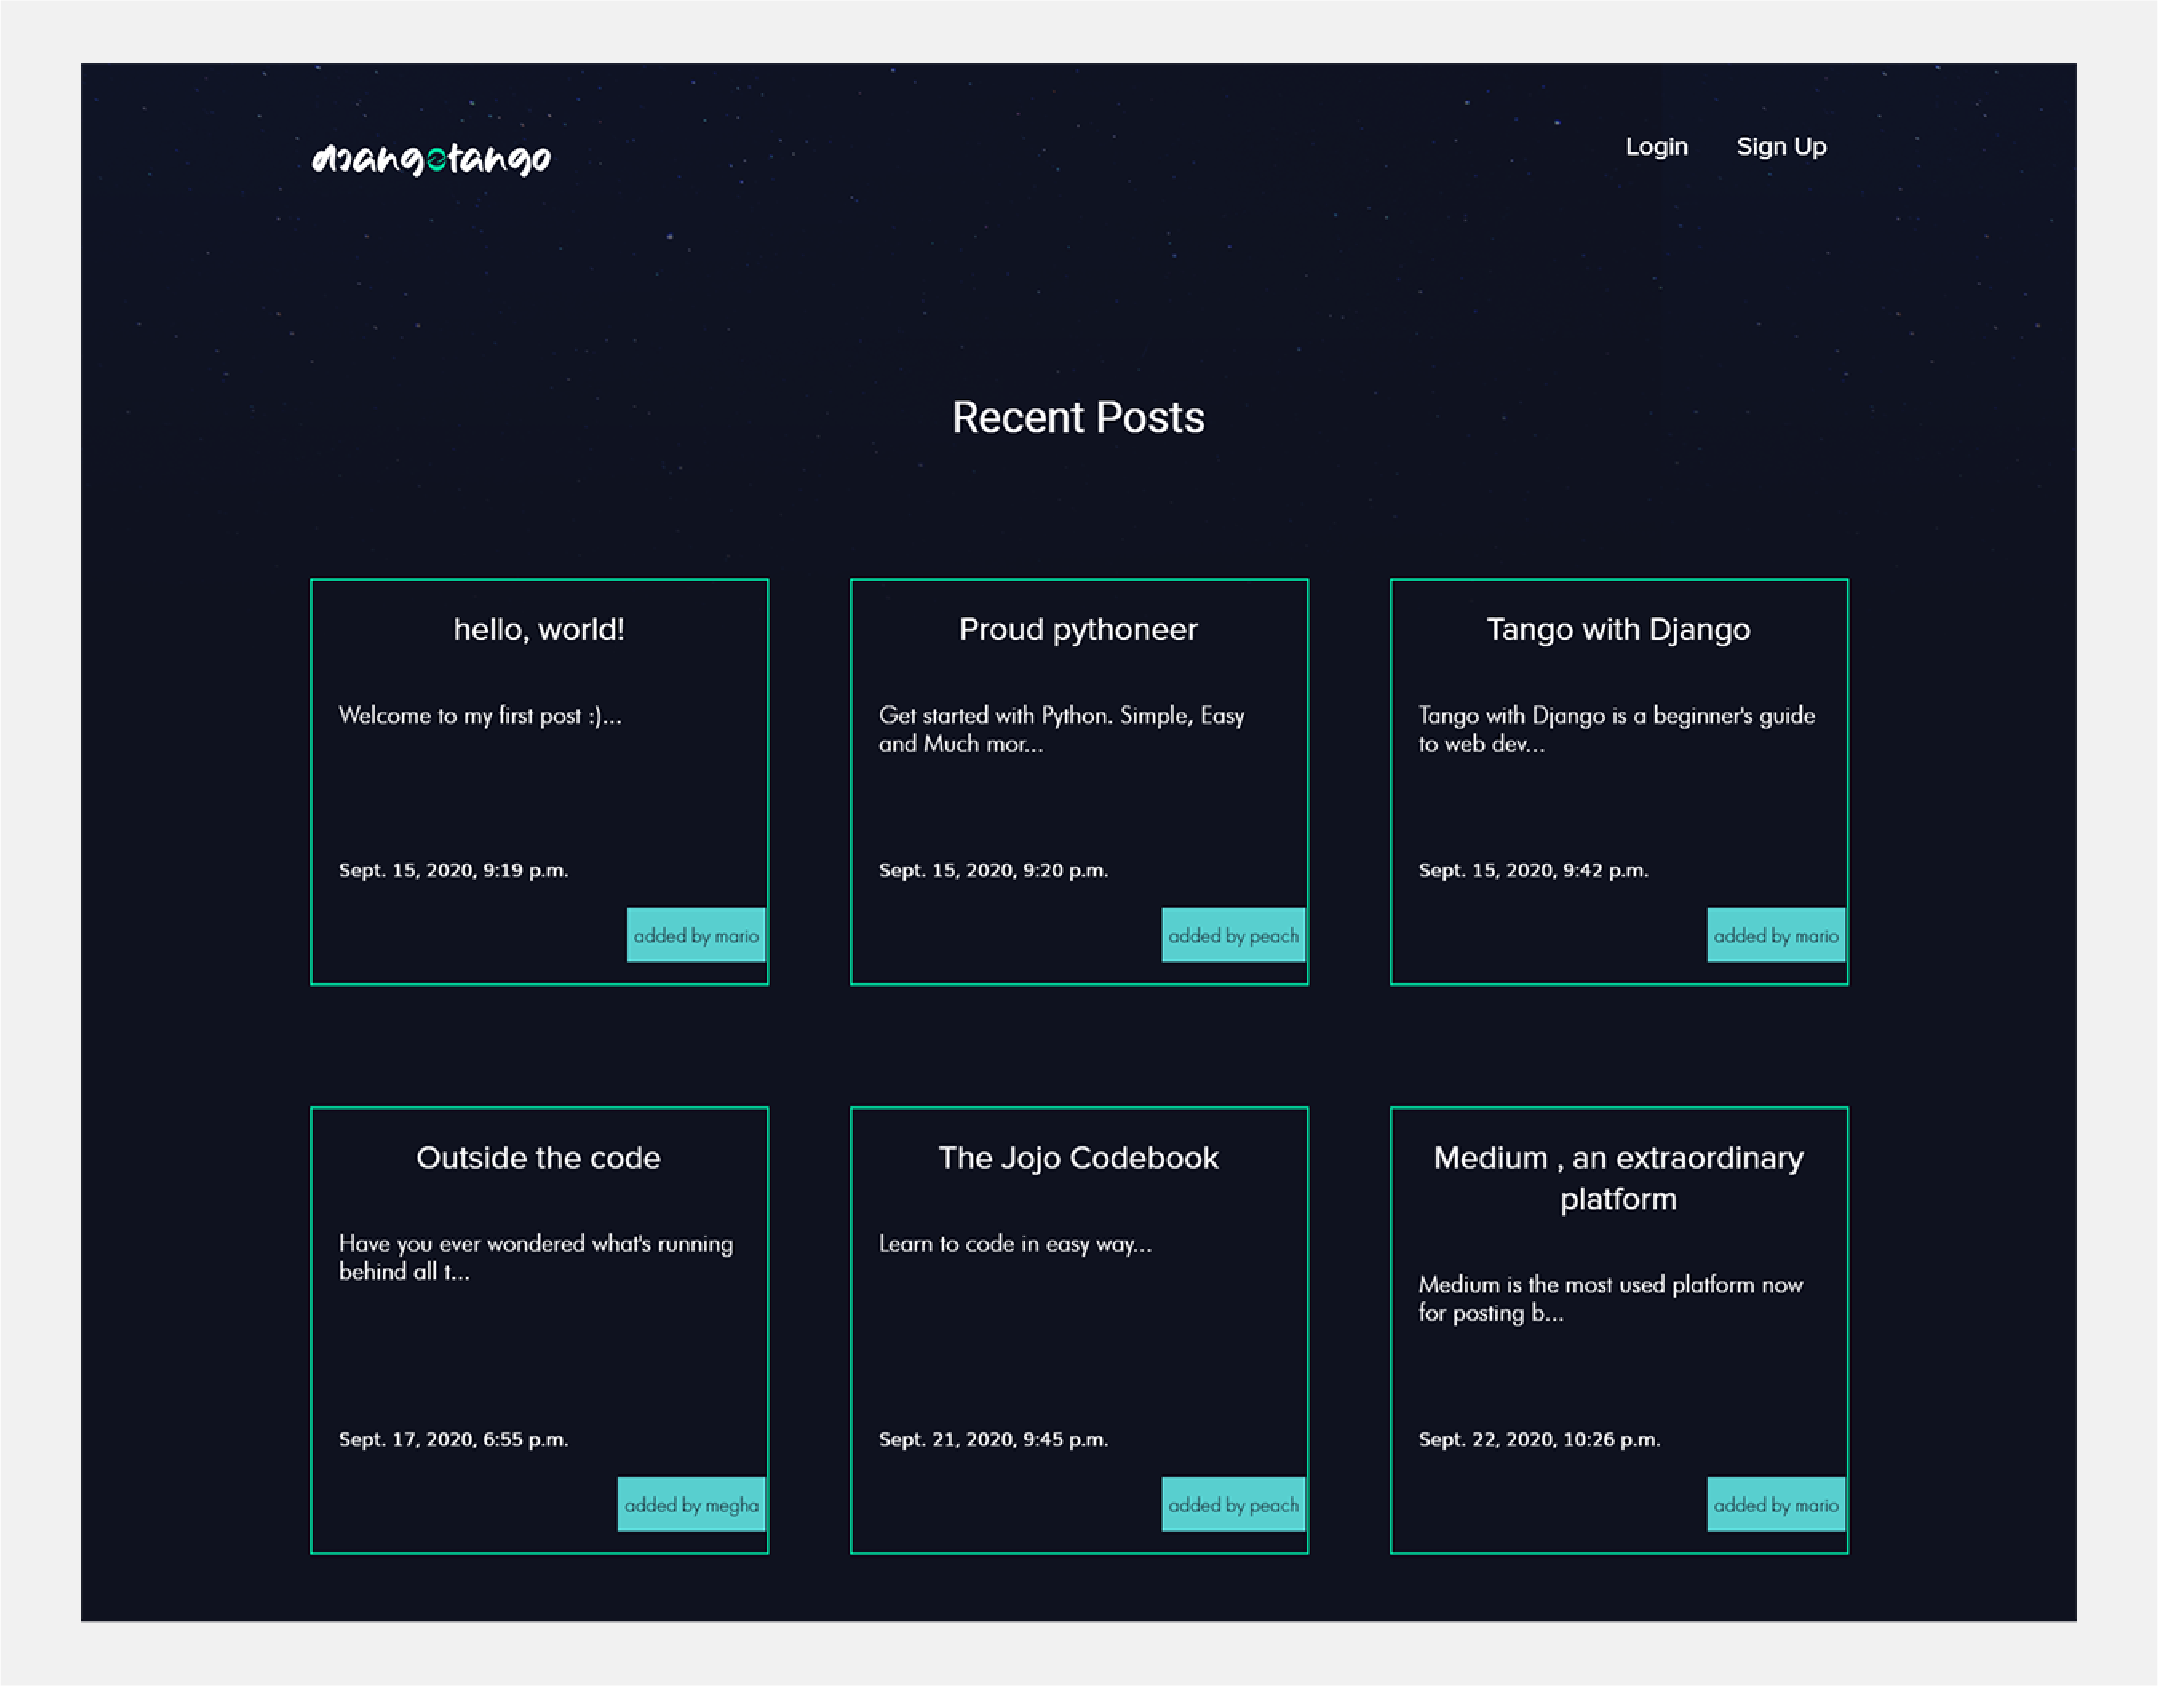 djangotango
Login
Sign Up
Recent Posts
hello, world!
Welcome to my first post :)...
Sept. 15, 2020, 9:19 p.m.
added by mario
Proud pythoneer
Get started with Python. Simple, Easy
and Much mor...
Sept. 15, 2020, 9:20 p.m.
added by peach
Tango with Django
Tango with Django is a beginner's guide
to web dev...
Sept. 15, 2020, 9:42 p.m.
added by mario
Outside the code
Have you ever wondered what's running
behind all t...
Sept. 17, 2020, 6:55 p.m.
added by megha
The Jojo Codebook
Learn to code in easy way...
Sept. 21, 2020, 9:45 p.m.
added by peach
Medium , an extraordinary
platform
Medium is the most used platform now
for posting b...
Sept. 22, 2020, 10:26 p.m.
added by mario